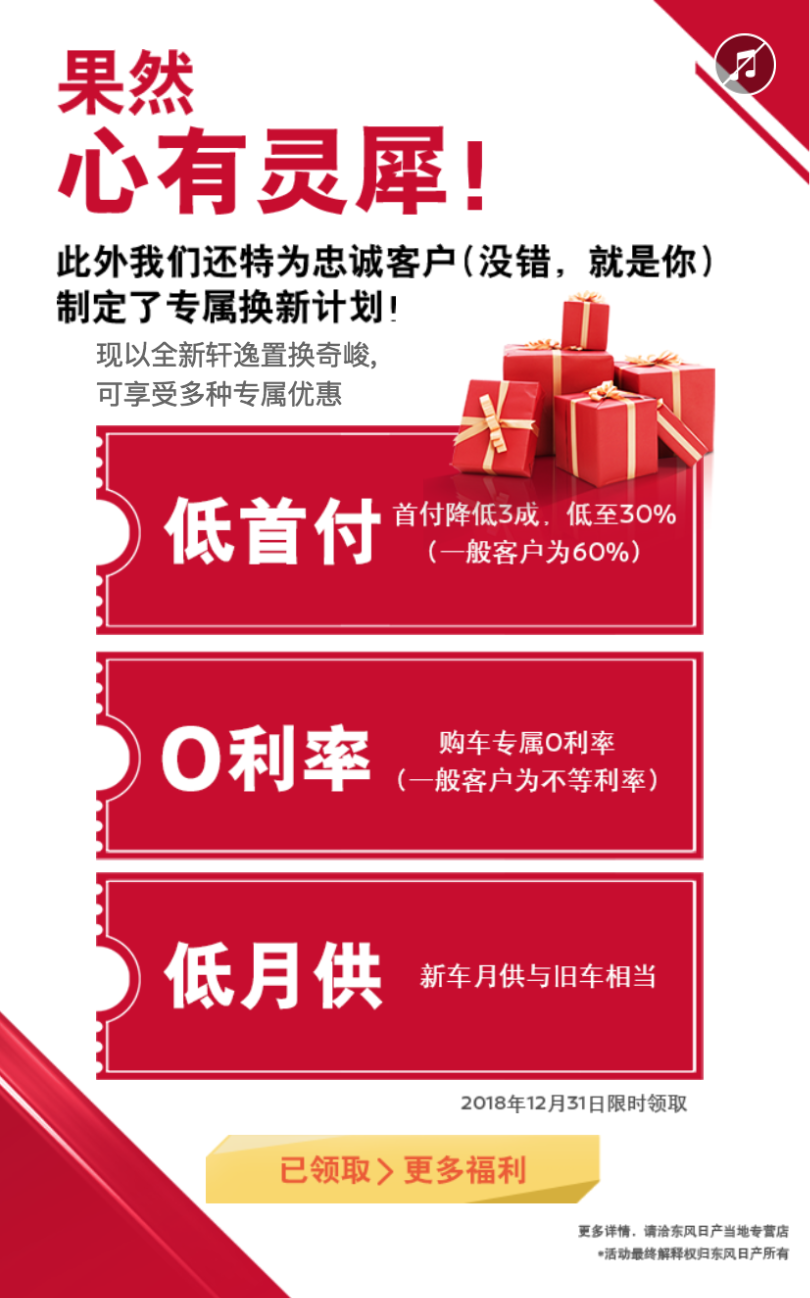 果然
心有灵犀!
此外我们还特为忠诚客户(没错，就是你)
制定了专属换新计划!
现以全新轩逸置换奇峻,
可享受多种专属优惠
低首付
首付降低3成，低至30%
(一般客户为60%)
0利率
购车专属0利率
(一般客户为不等利率)
低月供
新车月供与旧车相当
2018年12月31日限时领取
已领取>更多福利
更多详情，请洽东风日产当地专营店
*活动最终解释权归东风日产所有